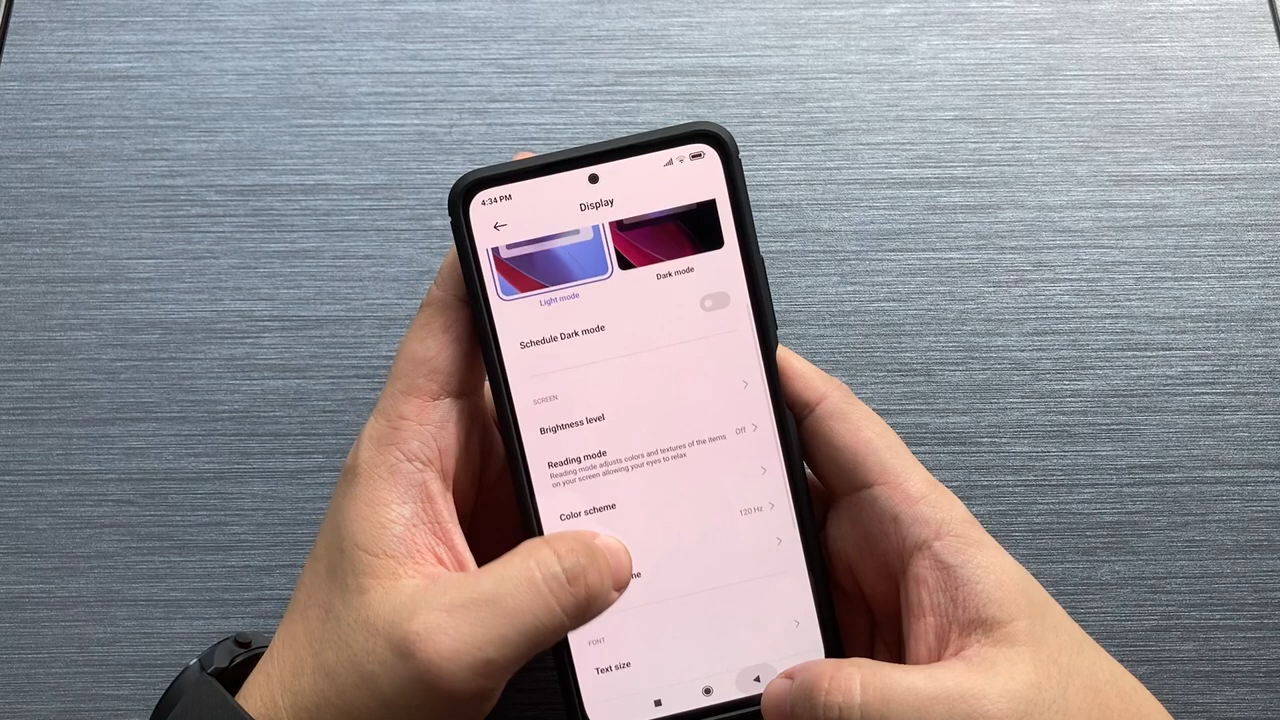 4:34 PM
Display
Light mode
Dark mode
Schedule Dark mode
SCREEN
Brightness level
Reading mode
Off
Reading mode adjusts colors and textures of the items
on your screen allowing your eyes to relax
Color scheme
120 Hz
me
FONT
Text size